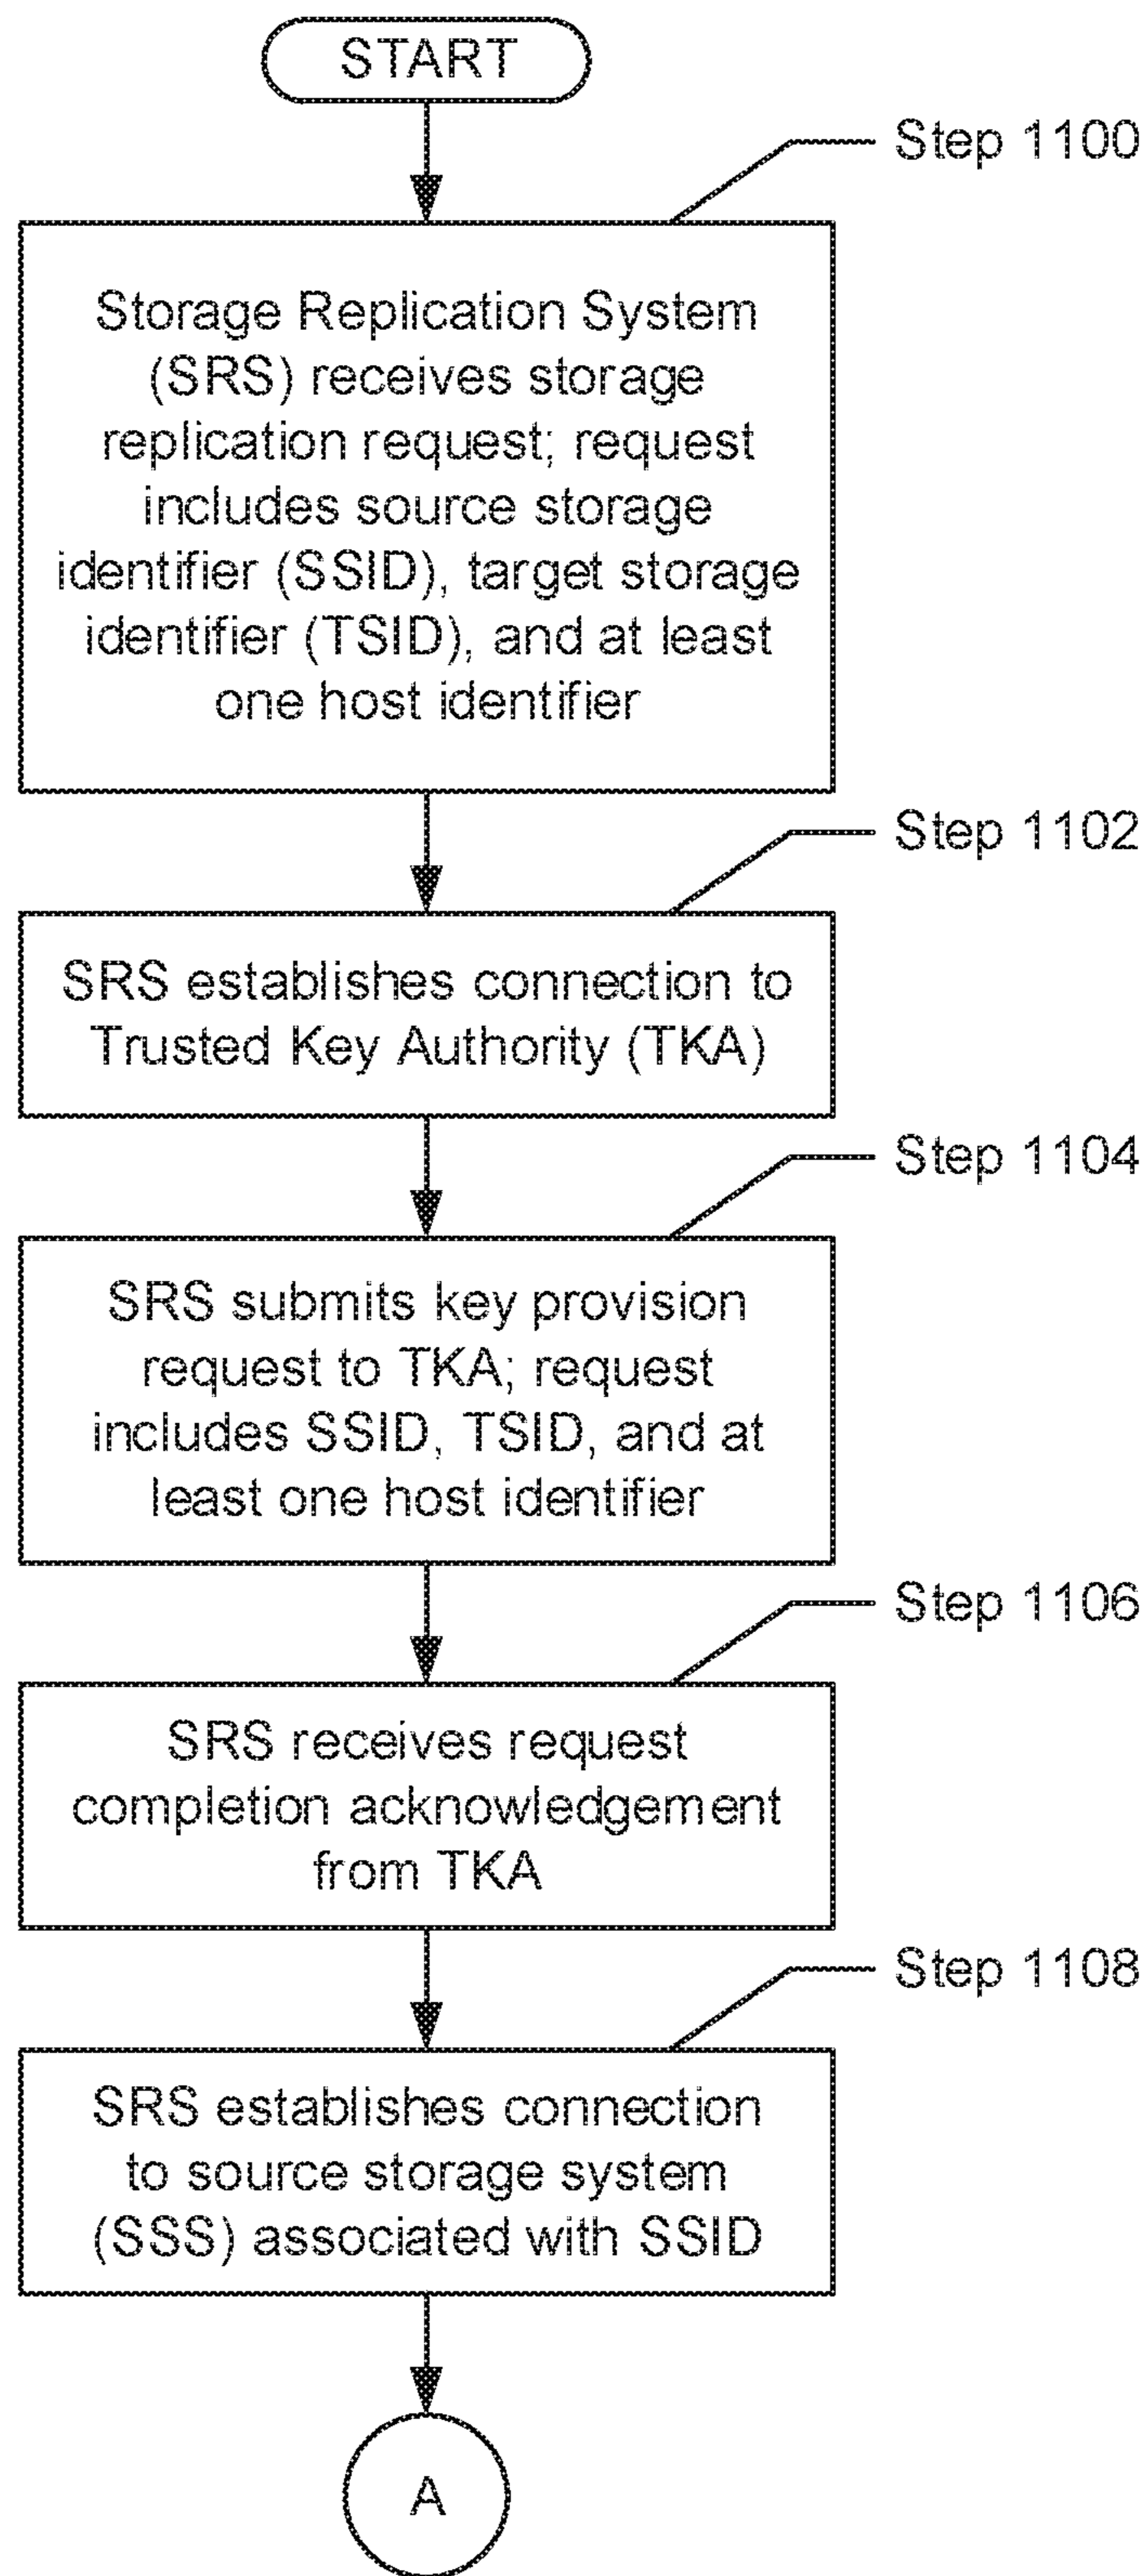 START
Step 1100
Storage Replication System
(SRS) receives storage
replication request; request
includes source storage
identifier (SSID), target storage
identifier (TSID), and at least
one host identifier
Step 1102
SRS establishes connection to
Trusted Key Authority (TKA)
Step 1104
SRS submits key provision
request to TKA; request
includes SSID, TSID, and at
least one host identifier
Step 1106
SRS receives request
completion acknowledgement
from TKA
Step 1108
SRS establishes connection
to source storage system
(SSS) associated with SSID
A